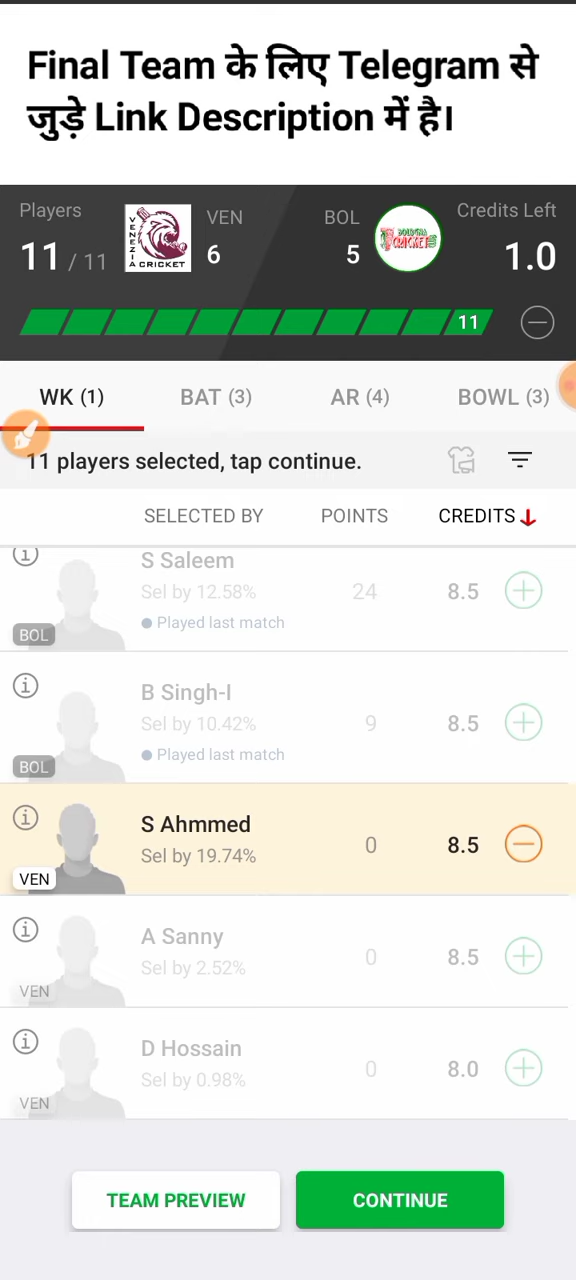 Final Team के लिए Telegram से
जुड़े Link Description में है।
Players VEN BOL Credits Left
11 / 11 6 5 1.0
VENEZIA CRICKET
BOLOGNA CRICKET
11
WK (1) BAT (3) AR (4) BOWL (3)
11 players selected, tap continue.
SELECTED BY POINTS CREDITS
S Saleem
Sel by 12.58% 24 8.5
Played last match
BOL
B Singh-I
Sel by 10.42% 9 8.5
Played last match
BOL
S Ahmmed
Sel by 19.74% 0 8.5
VEN
A Sanny
Sel by 2.52% 0 8.5
VEN
D Hossain
Sel by 0.98% 0 8.0
VEN
TEAM PREVIEW CONTINUE